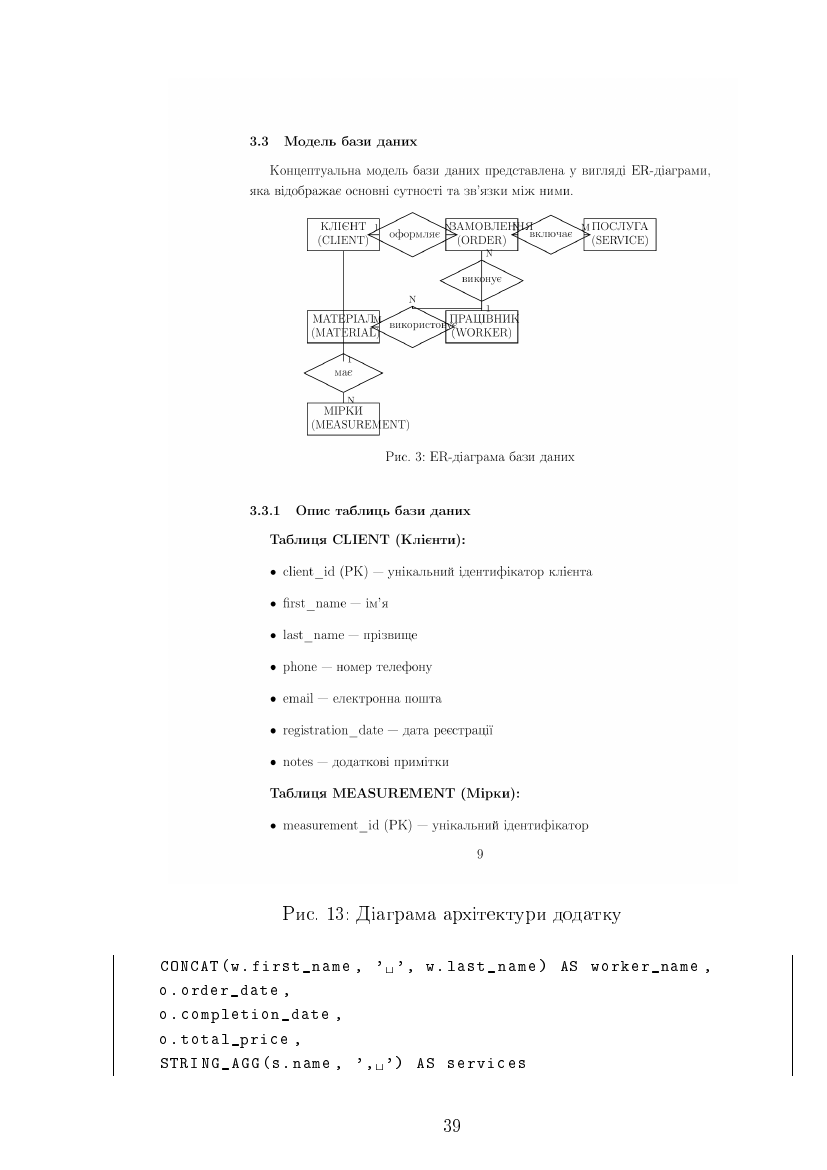 3.3 Модель бази даних
Концептуальна модель бази даних представлена у вигляді ER-діаграми,
яка відображає основні сутності та зв'язки між ними.
КЛІЄНТ
(CLIENT)
1
оформляє
N
ЗАМОВЛЕННЯ
(ORDER)
N
включає
M
ПОСЛУГА
(SERVICE)
N
виконує
1
N
МАТЕРІАЛ
(MATERIAL)
M
використовує
ПРАЦІВНИК
(WORKER)
1
має
N
МІРКИ
(MEASUREMENT)
Рис. 3: ER-діаграма бази даних
3.3.1 Опис таблиць бази даних
Таблиця CLIENT (Клієнти):
• client_id (PK) — унікальний ідентифікатор клієнта
• first_name — ім'я
• last_name — прізвище
• phone — номер телефону
• email — електронна пошта
• registration_date — дата реєстрації
• notes — додаткові примітки
Таблиця MEASUREMENT (Мірки):
• measurement_id (PK) — унікальний ідентифікатор
9
Рис. 13: Діаграма архітектури додатку
CONCAT(w.first_name, '␣', w.last_name) AS worker_name,
o.order_date,
o.completion_date,
o.total_price,
STRING_AGG(s.name, ',␣') AS services
39